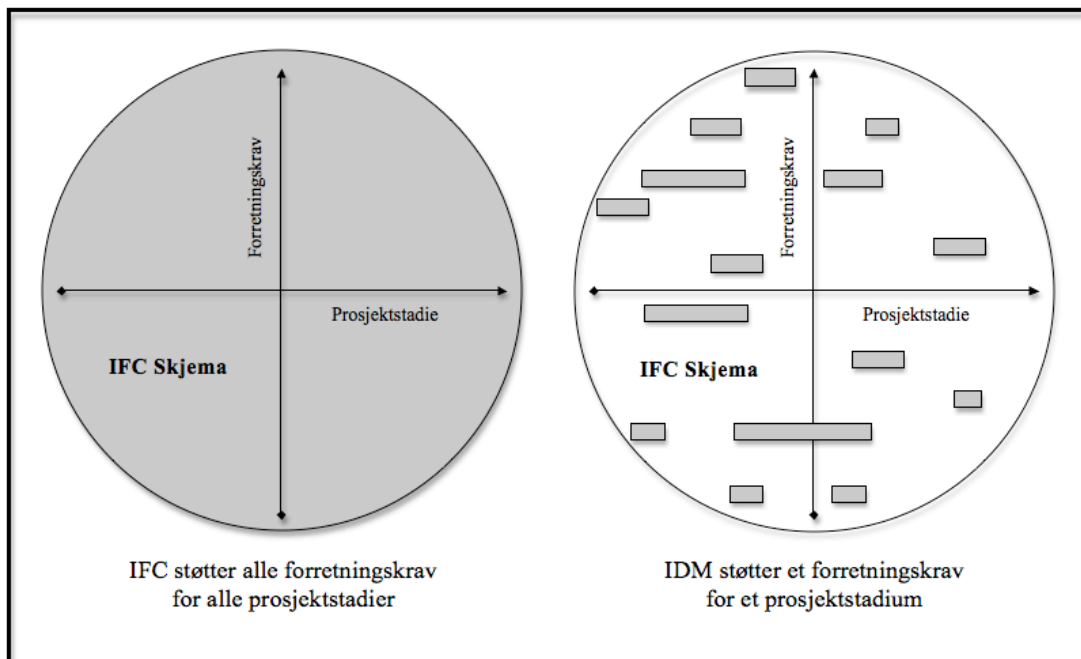 Forretningskrav
Prosjektstadie
IFC Skjema
IFC støtter alle forretningskrav
for alle prosjektstadier
Forretningskrav
Prosjektstadie
IFC Skjema
IDM støtter et forretningskrav
for et prosjektstadium